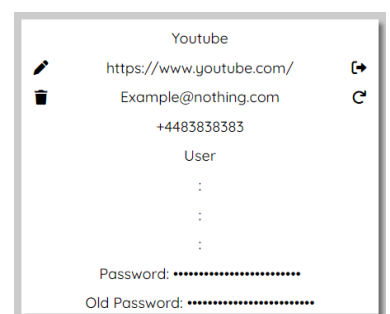 Youtube
https://www.youtube.com/
Example@nothing.com
+4483838383
User
:
:
:
Password: •••••••••••••••••••••••••
Old Password: •••••••••••••••••••••••••